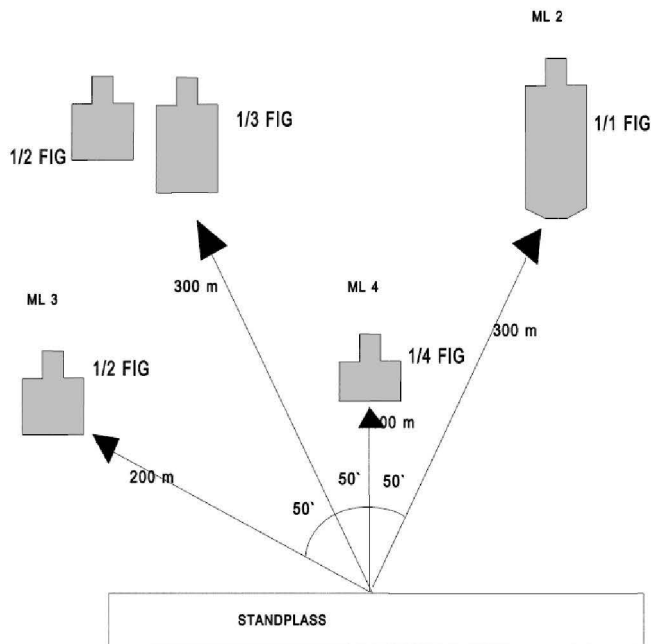 ML 2
1/3 FIG
1/1 FIG
1/2 FIG
300 m
ML 4
ML 3
300 m
1/2 FIG
1/4 FIG
200 m
50`
50`
50`
STANDPLASS